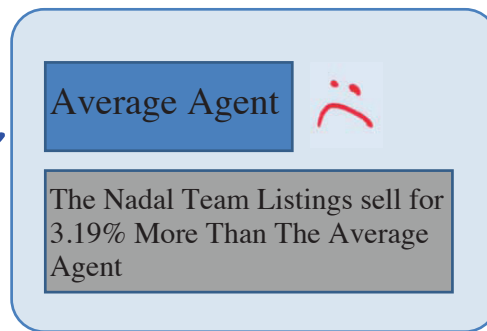 Average Agent
The Nadal Team Listings sell for
3.19% More Than The Average
Agent